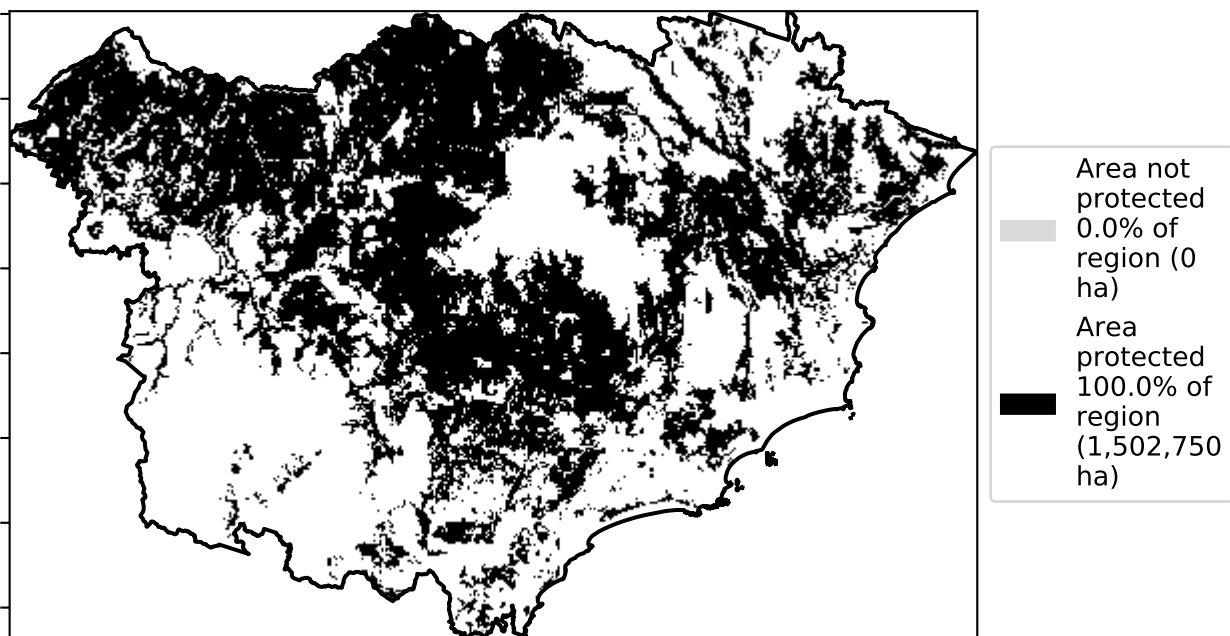 Area not
protected
0.0% of
region (0
ha)
Area
protected
100.0% of
region
(1,502,750
ha)